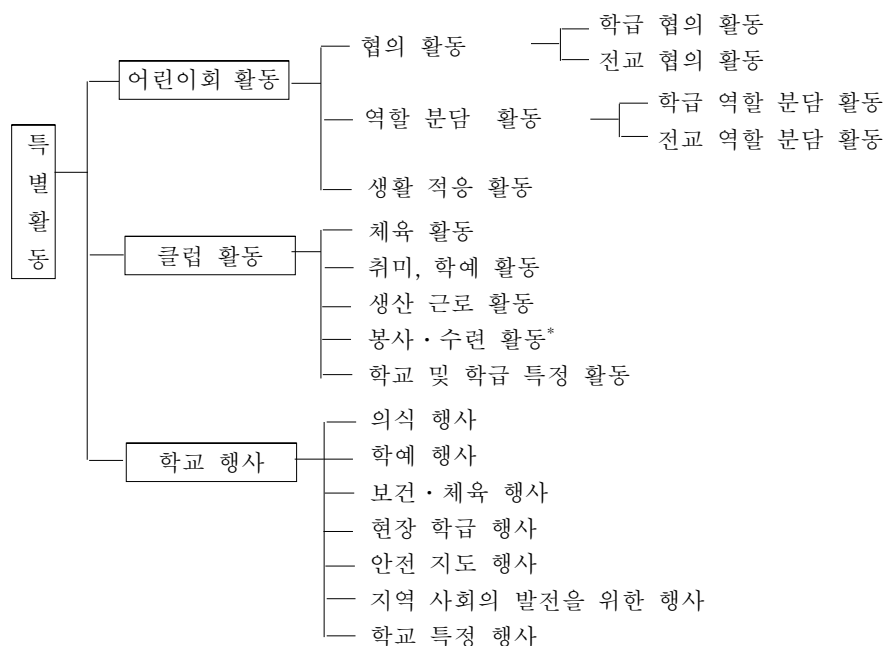 특별활동
어린이회 활동
협의 활동
학급 협의 활동
전교 협의 활동
역할 분담 활동
학급 역할 분담 활동
전교 역할 분담 활동
생활 적응 활동
클럽 활동
체육 활동
취미, 학예 활동
생산 근로 활동
봉사・수련 활동*
학교 및 학급 특정 활동
학교 행사
의식 행사
학예 행사
보건・체육 행사
현장 학급 행사
안전 지도 행사
지역 사회의 발전을 위한 행사
학교 특정 행사